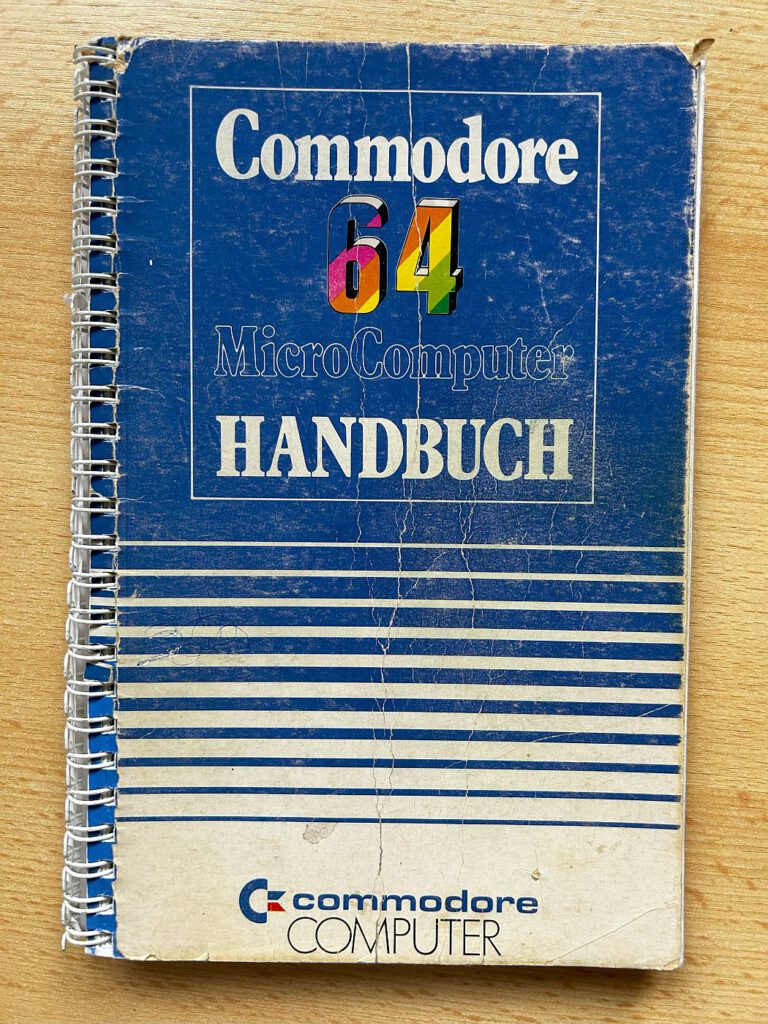 Commodore
64
MicroComputer
HANDBUCH
commodore
COMPUTER